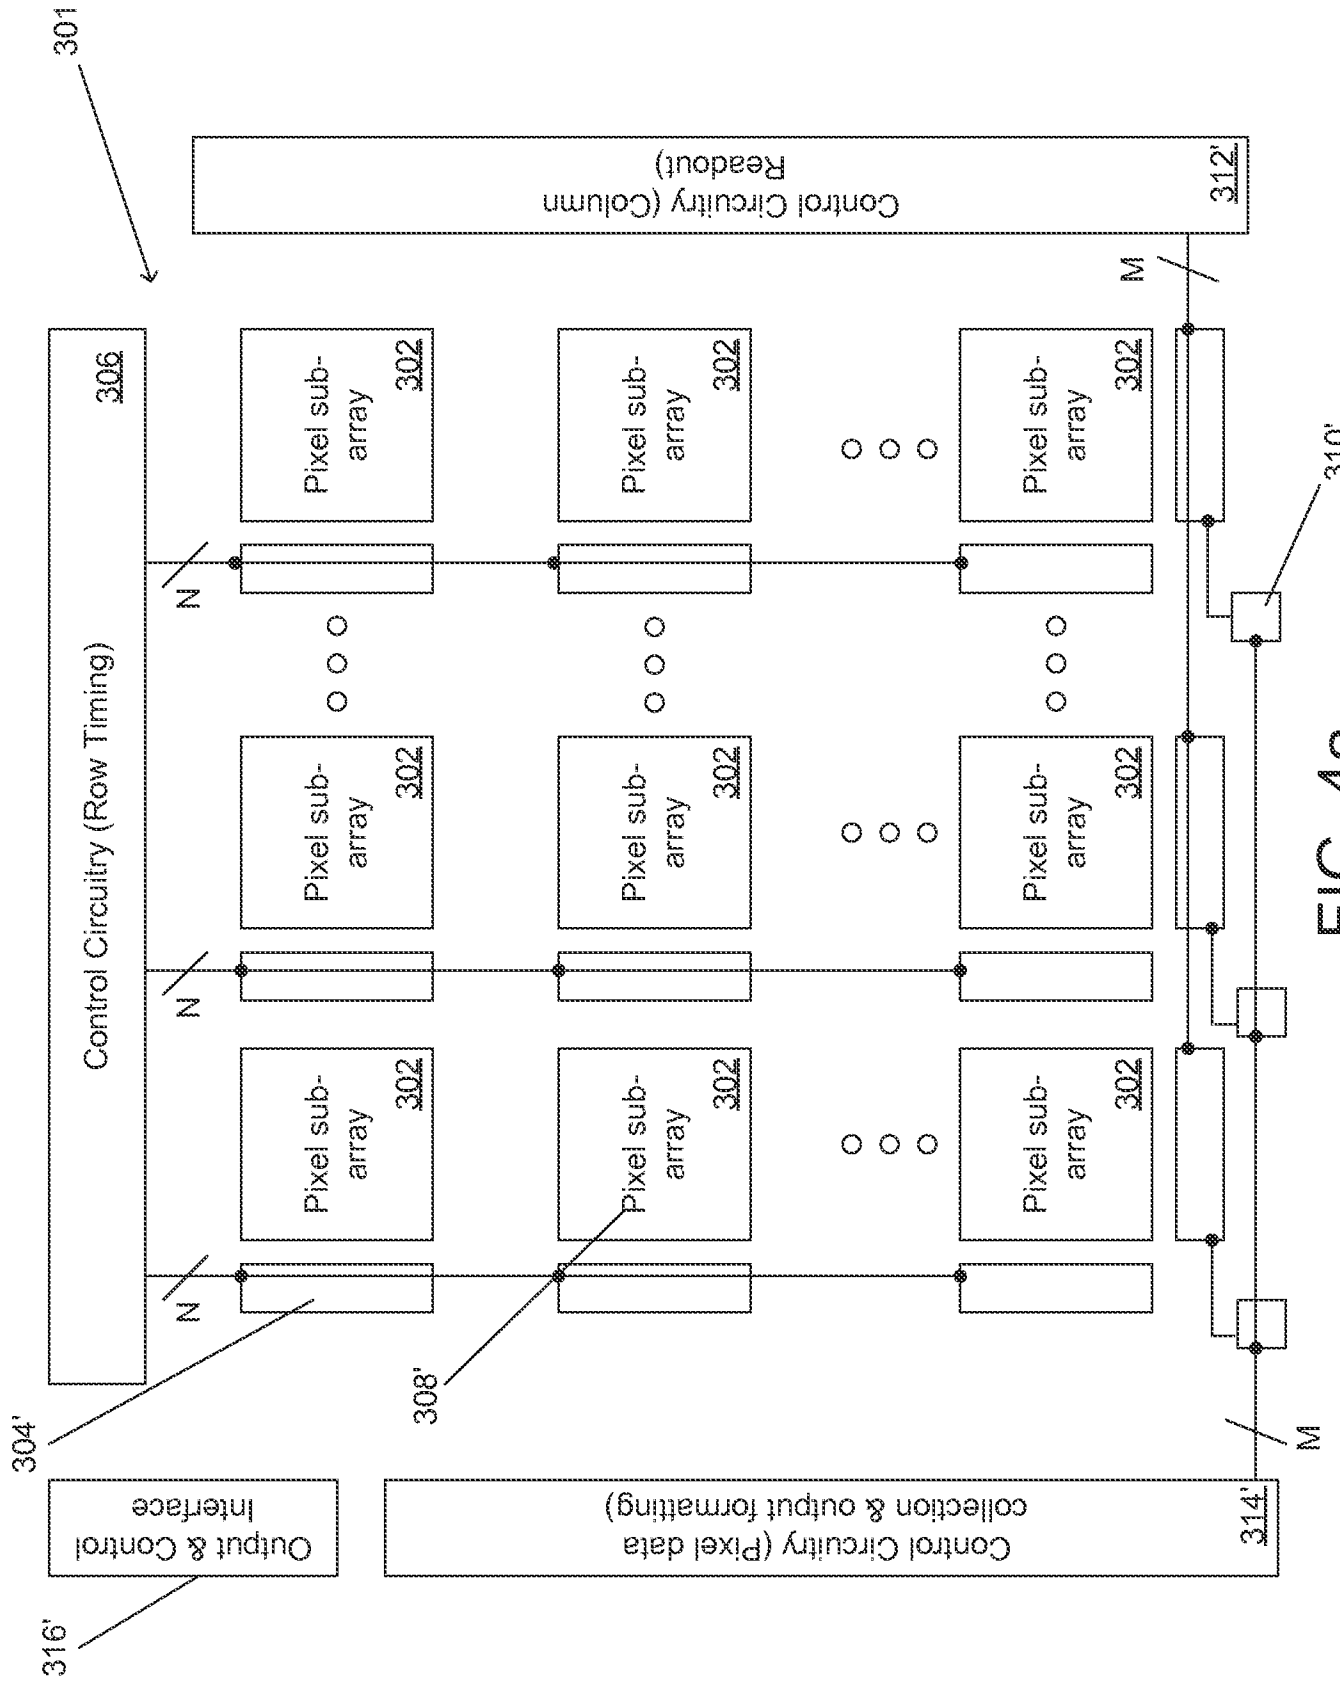 316'
Output & Control
Interface
304'
Control Circuitry (Row Timing)
306
301
Control Circuitry (Pixel data
collection & output formatting)
314'
308'
N
N
N
Pixel sub-
array
302
Pixel sub-
array
302
Pixel sub-
array
302
Pixel sub-
array
302
Pixel sub-
array
302
Pixel sub-
array
302
Pixel sub-
array
302
Pixel sub-
array
302
Pixel sub-
array
302
Control Circuitry (Column
Readout)
312'
M
M
310'